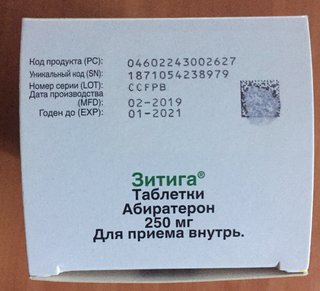 Код продукта (PC): 04602243002627
Уникальный код (SN): 1871054238979
Номер серии (LOT): CCFPB
Дата производства
(MFD): 02-2019
Годен до (EXP): 01-2021
Зитига®
Таблетки
Абиратерон
250 мг
Для приема внутрь.